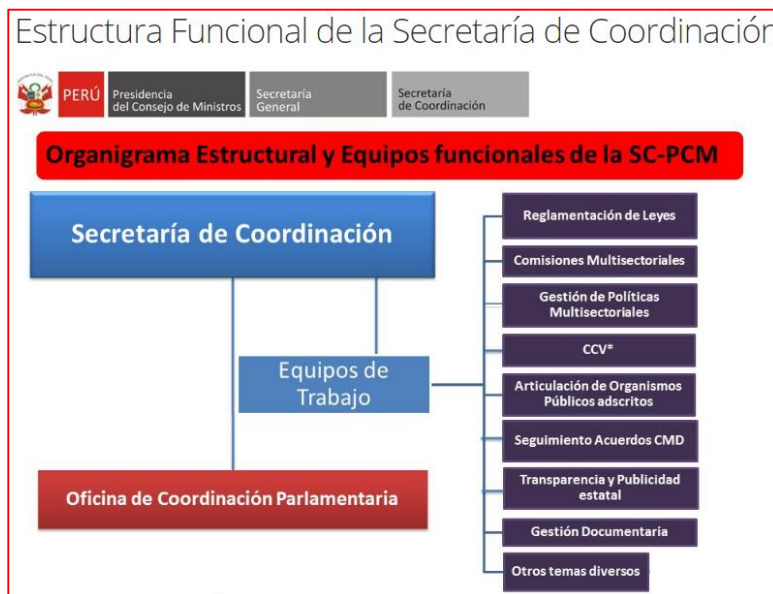 Estructura Funcional de la Secretaría de Coordinación
PERÚ
Presidencia
del Consejo de Ministros
Secretaría
General
Secretaría
de Coordinación
Organigrama Estructural y Equipos funcionales de la SC-PCM
Secretaría de Coordinación
Equipos de
Trabajo
Oficina de Coordinación Parlamentaria
Reglamentación de Leyes
Comisiones Multisectoriales
Gestión de Políticas
Multisectoriales
CCV*
Articulación de Organismos
Públicos adscritos
Seguimiento Acuerdos CMD
Transparencia y Publicidad
estatal
Gestión Documentaria
Otros temas diversos